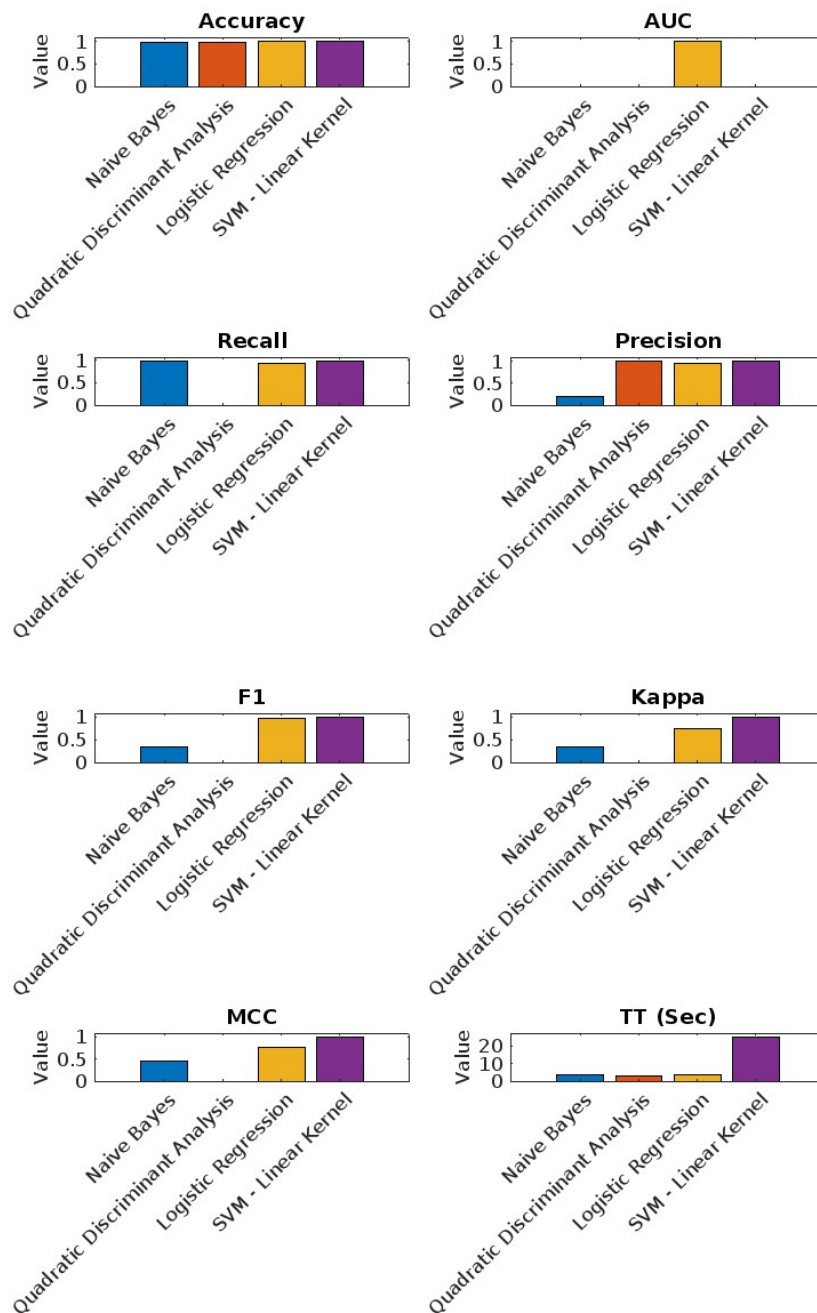 Accuracy
Value
1
0.5
0
Naive Bayes
Quadratic Discriminant Analysis
Logistic Regression
SVM - Linear Kernel
AUC
Value
1
0.5
0
Naive Bayes
Quadratic Discriminant Analysis
Logistic Regression
SVM - Linear Kernel
Recall
Value
1
0.5
0
Naive Bayes
Quadratic Discriminant Analysis
Logistic Regression
SVM - Linear Kernel
Precision
Value
1
0.5
0
Naive Bayes
Quadratic Discriminant Analysis
Logistic Regression
SVM - Linear Kernel
F1
Value
1
0.5
0
Naive Bayes
Quadratic Discriminant Analysis
Logistic Regression
SVM - Linear Kernel
Kappa
Value
1
0.5
0
Naive Bayes
Quadratic Discriminant Analysis
Logistic Regression
SVM - Linear Kernel
MCC
Value
1
0.5
0
Naive Bayes
Quadratic Discriminant Analysis
Logistic Regression
SVM - Linear Kernel
TT (Sec)
Value
20
10
0
Naive Bayes
Quadratic Discriminant Analysis
Logistic Regression
SVM - Linear Kernel